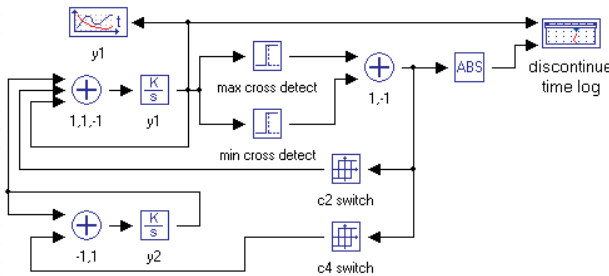 t
y1
K
s
1,1,-1
y1
max cross detect
min cross detect
1,-1
ABS
discontinue
time log
c2 switch
K
s
-1,1
y2
c4 switch